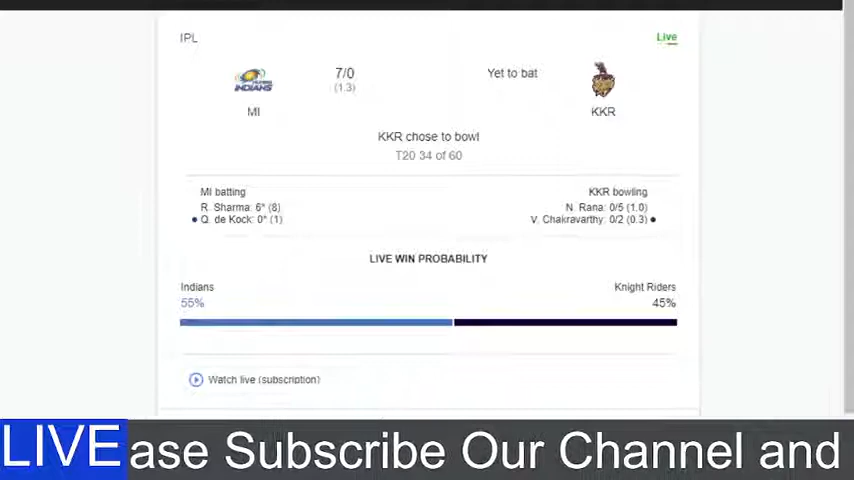 IPL
Live
INDIANS
7/0
(1.3)
Yet to bat
MI
KKR
KKR chose to bowl
T20 34 of 60
MI batting
KKR bowling
R. Sharma: 6* (8)
N. Rana: 0/5 (1.0)
Q. de Kock: 0* (1)
V. Chakravarthy: 0/2 (0.3)
LIVE WIN PROBABILITY
Indians
Knight Riders
55%
45%
Watch live (subscription)
LIVE ase Subscribe Our Channel and